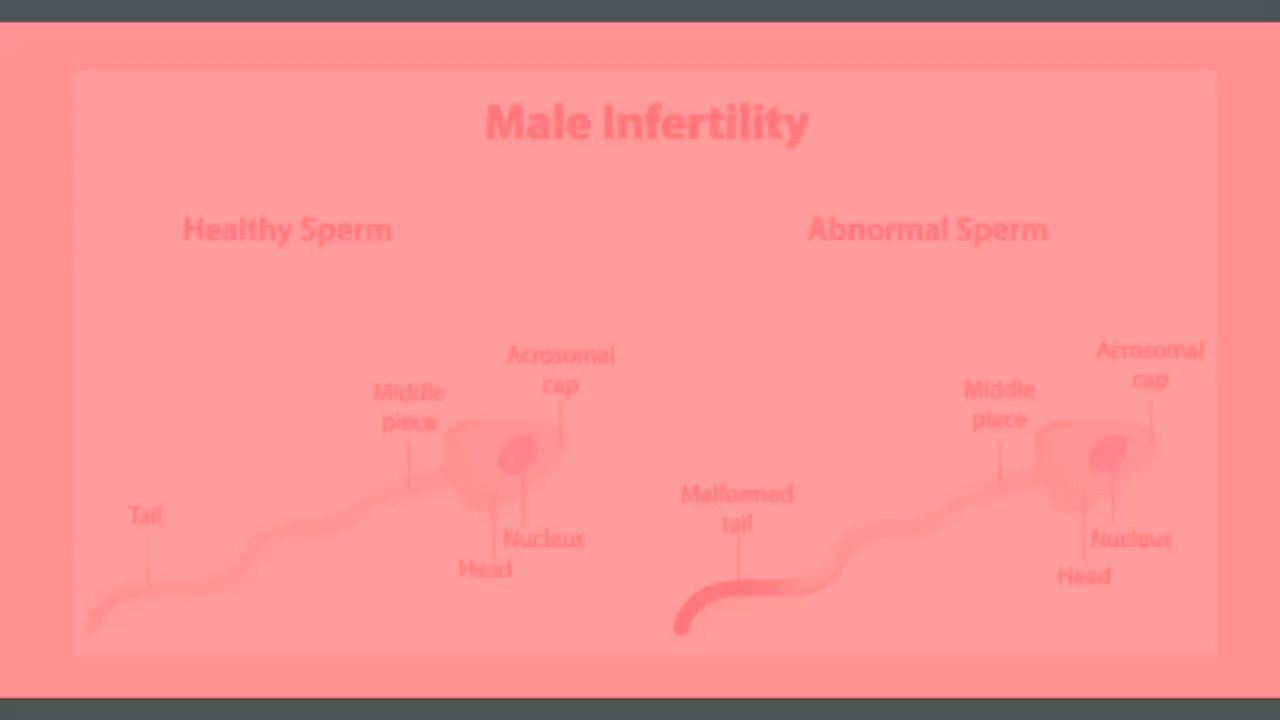 Male Infertility
Healthy Sperm
Abnormal Sperm
Acrosomal
cap
Middle
piece
Tail
Nucleus
Head
Acrosomal
cap
Middle
piece
Malformed
tail
Nucleus
Head